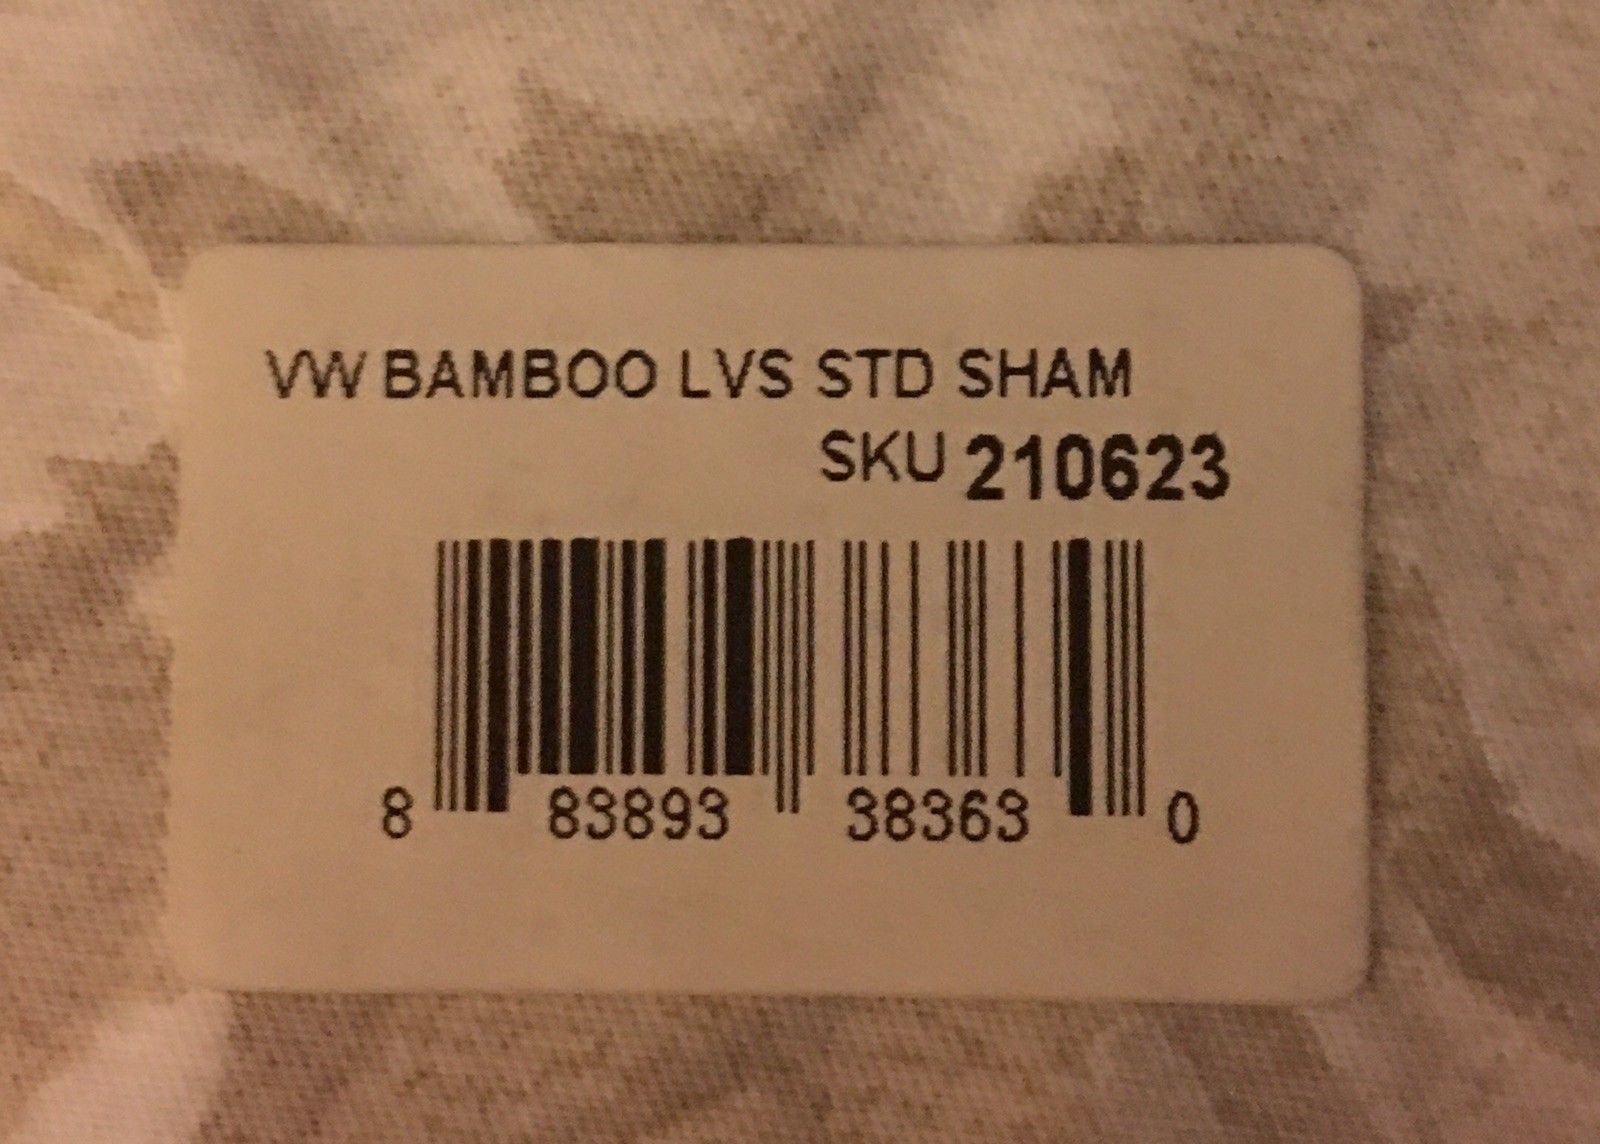 VW BAMBOO LVS STD SHAM
SKU 210623
8 83893 38363 0